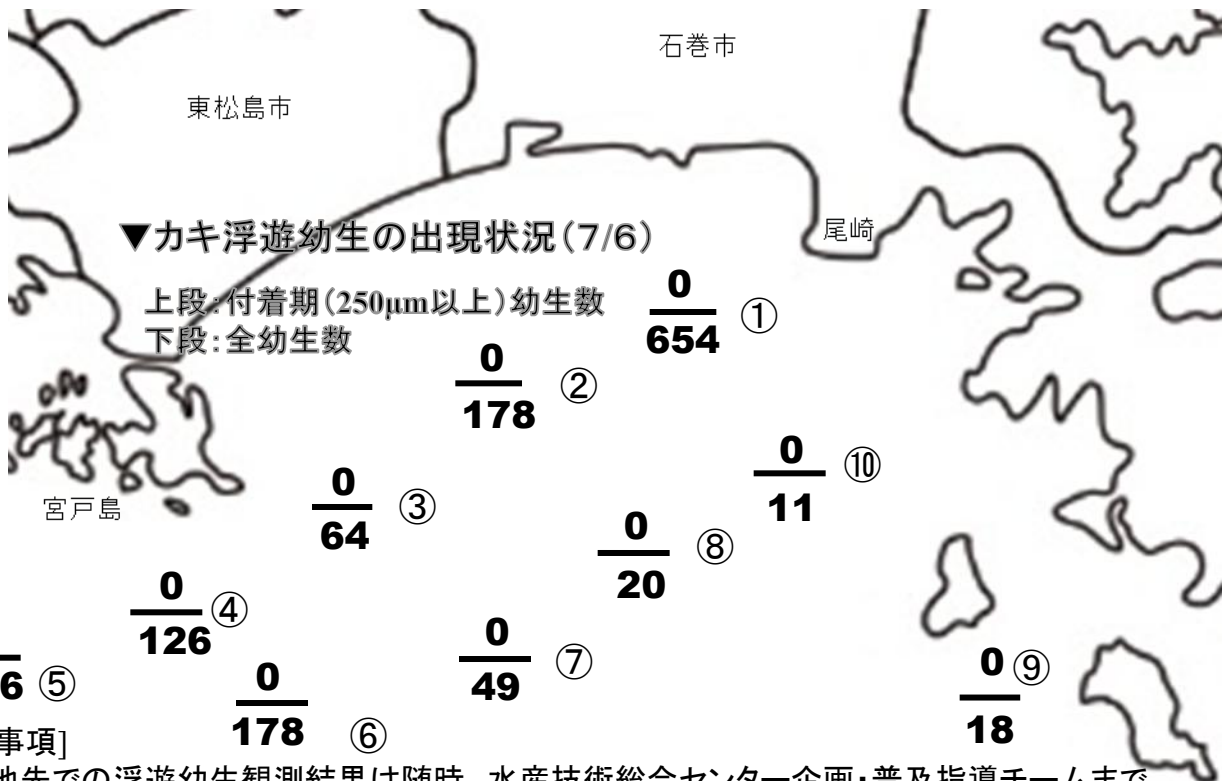 石巻市
東松島市
▼カキ浮遊幼生の出現状況(7/6)
尾崎
上段:付着期(250μm以上)幼生数
下段:全幼生数
0
654 ①
0
178 ②
0
11 ⑩
0
64 ③
宮戸島
0
20 ⑧
0
126 ④
0
49 ⑦
0
18 ⑨
6 ⑤
0
178 ⑥
事項]
地先での浮遊幼生観測結果は随時、水産技術総合センター企画・普及指導チームまで